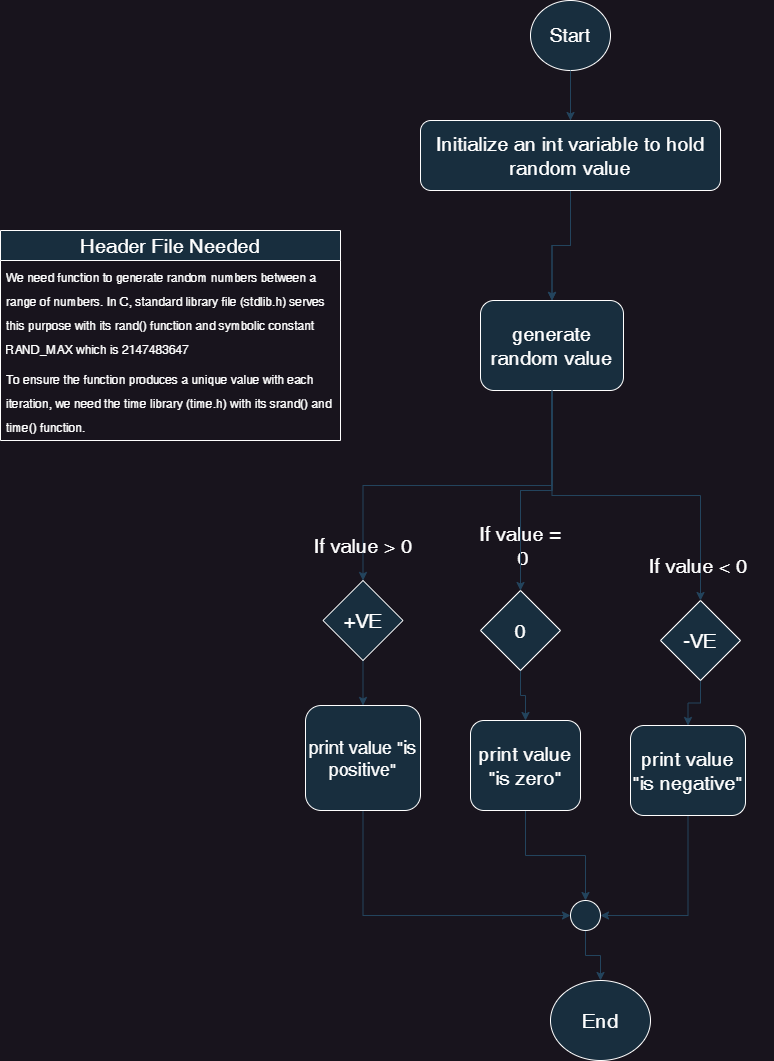 Start
Initialize an int variable to hold
random value
Header File Needed
We need function to generate random numbers between a
range of numbers. In C, standard library file (stdlib.h) serves
this purpose with its rand() function and symbolic constant
RAND_MAX which is 2147483647
To ensure the function produces a unique value with each
iteration, we need the time library (time.h) with its srand() and
time() function.
generate
random value
If value > 0
If value =
0
If value < 0
+VE
0
-VE
print value "is
positive"
print value
"is zero"
print value
"is negative"
End